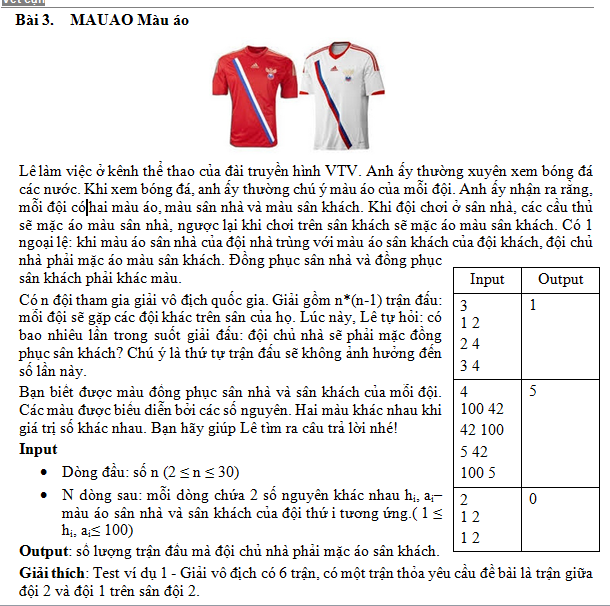 Bài 3. MAUAO Màu áo
Lê làm việc ở kênh thể thao của đài truyền hình VTV. Anh ấy thường xuyên xem bóng đá
các nước. Khi xem bóng đá, anh ấy thường chú ý màu áo của mỗi đội. Anh ấy nhận ra rằng,
mỗi đội có hai màu áo, màu sân nhà và màu sân khách. Khi đội chơi ở sân nhà, các cầu thủ
sẽ mặc áo màu sân nhà, ngược lại khi chơi trên sân khách sẽ mặc áo màu sân khách. Có 1
ngoại lệ: khi màu áo sân nhà của đội nhà trùng với màu áo sân khách của đội khách, đội chủ
nhà phải mặc áo màu sân khách. Đồng phục sân nhà và đồng phục
sân khách phải khác màu.
Có n đội tham gia giải vô địch quốc gia. Giải gồm n*(n-1) trận đấu:
mỗi đội sẽ gặp các đội khác trên sân của họ. Lúc này, Lê tự hỏi: có
bao nhiêu lần trong suốt giải đấu: đội chủ nhà sẽ phải mặc đồng
phục sân khách? Chú ý là thứ tự trận đấu sẽ không ảnh hưởng đến
số lần này.
Bạn biết được màu đồng phục sân nhà và sân khách của mỗi đội.
Các màu được biểu diễn bởi các số nguyên. Hai màu khác nhau khi
giá trị số khác nhau. Bạn hãy giúp Lê tìm ra câu trả lời nhé!
Input
• Dòng đầu: số n (2 ≤ n ≤ 30)
• N dòng sau: mỗi dòng chứa 2 số nguyên khác nhau hᵢ, aᵢ–
màu áo sân nhà và sân khách của đội thứ i tương ứng.( 1 ≤
hᵢ, aᵢ≤ 100)
Output: số lượng trận đấu mà đội chủ nhà phải mặc áo sân khách.
Input Output
3 1
1 2
2 4
3 4
4 5
100 42
42 100
5 42
100 5
2 0
1 2
1 2
Giải thích: Test ví dụ 1 - Giải vô địch có 6 trận, có một trận thỏa yêu cầu đề bài là trận giữa
đội 2 và đội 1 trên sân đội 2.